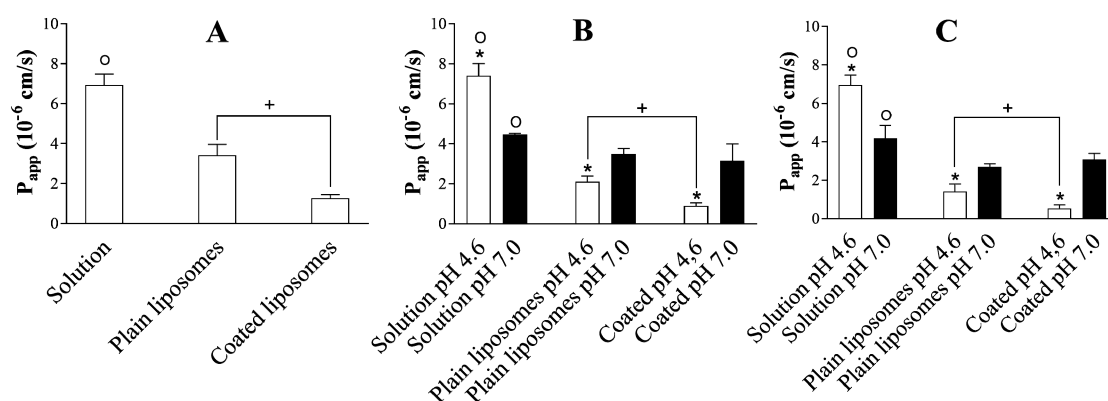 A
P_app (10^-6 cm/s)
10
8
6
4
2
0
O
+
Solution
Plain liposomes
Coated liposomes
B
P_app (10^-6 cm/s)
10
8
6
4
2
0
O
*
O
*
+
*
Solution pH 4.6
Solution pH 7.0
Plain liposomes pH 4.6
Plain liposomes pH 7.0
Coated pH 4,6
Coated pH 7.0
C
P_app (10^-6 cm/s)
10
8
6
4
2
0
O
*
O
*
+
*
Solution pH 4.6
Solution pH 7.0
Plain liposomes pH 4.6
Plain liposomes pH 7.0
Coated pH 4,6
Coated pH 7.0